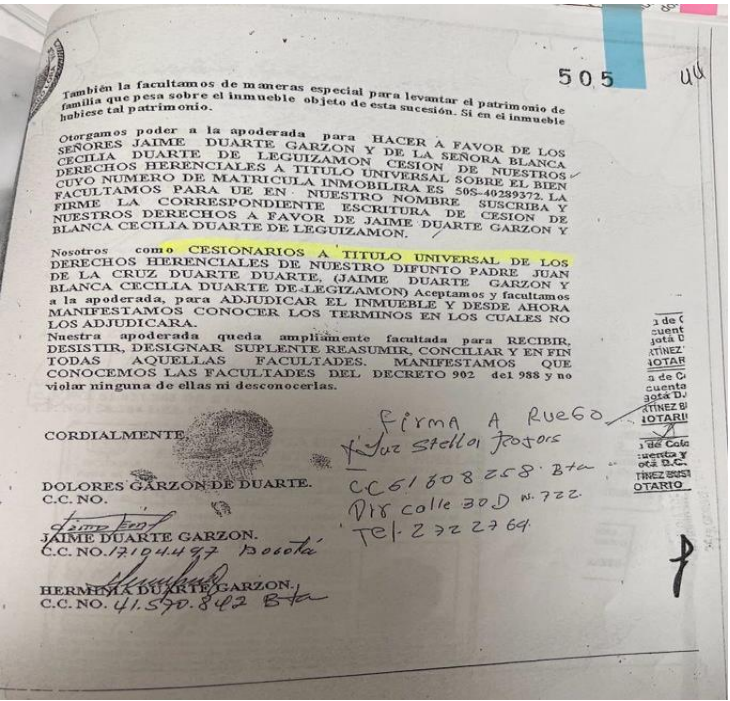 505
También la facultamos de maneras especial para levantar el patrimonio de
familia que pesa sobre el inmueble objeto de esta sucesión. Si en el inmueble
hubiese tal patrimonio.
Otorgamos poder a la apoderada para HACER A FAVOR DE LOS
SEÑORES JAIME DUARTE GARZON Y DE LA SEÑORA BLANCA
CECILIA DUARTE DE LEGUIZAMON CESION DE NUESTROS
DERECHOS HERENCIALES A TITULO UNIVERSAL SOBRE EL BIEN
CUYO NUMERO DE MATRICULA INMOBILIRA ES 50S-40289372. LA
FACULTAMOS PARA UE EN NUESTRO NOMBRE SUSCRIBA Y
FIRME LA CORRESPONDIENTE ESCRITURA DE CESION DE
NUESTROS DERECHOS A FAVOR DE JAIME DUARTE GARZON Y
BLANCA CECILIA DUARTE DE LEGUIZAMON.
Nosotros como CESIONARIOS A TITULO UNIVERSAL DE LOS
DERECHOS HERENCIALES DE NUESTRO DIFUNTO PADRE JUAN
DE LA CRUZ DUARTE DUARTE, (JAIME DUARTE GARZON Y
BLANCA CECILIA DUARTE DE LEGIZAMON) Aceptamos y facultamos
a la apoderada, para ADJUDICAR EL INMUEBLE Y DESDE AHORA
MANIFESTAMOS CONOCER LOS TERMINOS EN LOS CUALES NO
LOS ADJUDICARA.
Nuestra apoderada queda ampliamente facultada para RECIBIR,
DESISTIR, DESIGNAR SUPLENTE REASUMIR, CONCILIAR Y EN FIN
TODAS AQUELLAS FACULTADES. MANIFESTAMOS QUE
CONOCEMOS LAS FACULTADES DEL DECRETO 902 del 988 y no
violar ninguna de ellas ni desconocerlas.
CORDIALMENTE,
FIRMA A RUEGO
Luz Stella
CC 51608258 Bta
DOLORES GARZON DE DUARTE.
C.C. NO.
Dir calle 30D N. 722
Tel. 2722764
JAIME DUARTE GARZON.
C.C. NO. 17104497 Bogotá
HERMINIA DUARTE GARZON.
C.C. NO. 41.570.842 Bta